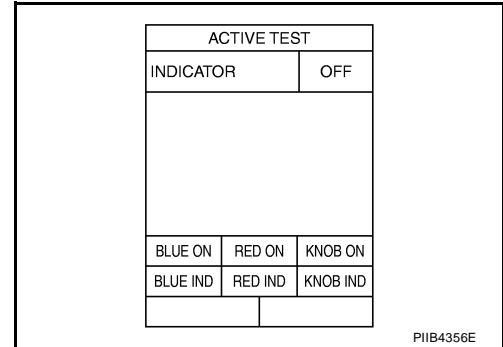 ACTIVE TEST
INDICATOR OFF
BLUE ON RED ON KNOB ON
BLUE IND RED IND KNOB IND
PIIB4356E